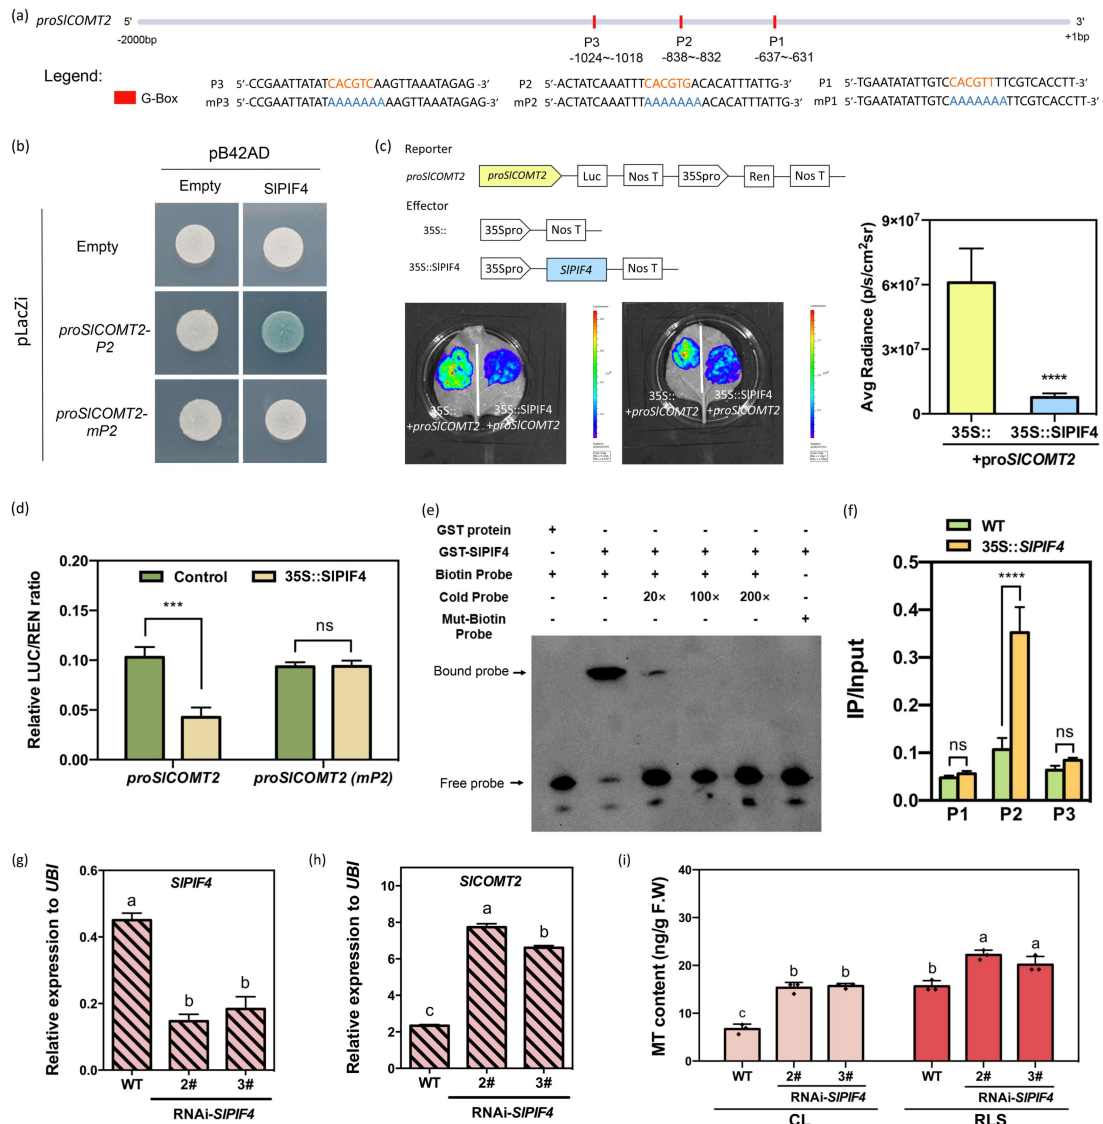 (a)
proSlCOMT2 5' 3'
-2000bp P3 P2 P1 +1bp
-1024~-1018 -838~-832 -637~-631
Legend:
G-Box
P3 5'-CCGAATTATATCACGTCAAGTTAAATAGAG-3' P2 5'-ACTATCAAATTTCACGTGACACATTTATTG-3' P1 5'-TGAATATATTGTCCACGTTTTCGTCACCTT-3'
mP3 5'-CCGAATTATATAAAAAAAAAGTTAAATAGAG-3' mP2 5'-ACTATCAAATTTAAAAAAAACACATTTATTG-3' mP1 5'-TGAATATATTGTCAAAAAAATTCGTCACCTT-3'
(b)
pB42AD
Empty SlPIF4
pLacZi
Empty
proSlCOMT2-
P2
proSlCOMT2-
mP2
(c)
Reporter
proSlCOMT2 proSlCOMT2 Luc Nos T 35Spro Ren Nos T
Effector
35S:: 35Spro Nos T
35S::SlPIF4 35Spro SlPIF4 Nos T
35S:: 35S::SlPIF4
+proSlCOMT2 +proSlCOMT2
35S:: 35S::SlPIF4
+proSlCOMT2 +proSlCOMT2
Avg Radiance (p/s/cm²sr)
9×10⁷
6×10⁷
3×10⁷
0
****
35S:: 35S::SlPIF4
+proSlCOMT2
(d)
Relative LUC/REN ratio
0.20
0.15
0.10
0.05
0.00
Control 35S::SlPIF4
*** ns
proSlCOMT2 proSlCOMT2 (mP2)
(e)
GST protein + - - - - -
GST-SlPIF4 - + + + + +
Biotin Probe + + + + + -
Cold Probe - - 20× 100× 200× -
Mut-Biotin Probe - - - - - +
Bound probe
Free probe
(f)
WT
35S::SlPIF4
IP/Input
0.5
0.4
0.3
0.2
0.1
0.0
ns **** ns
P1 P2 P3
(g)
Relative expression to UBI
SlPIF4
0.6
0.4
0.2
0.0
a b b
WT 2# 3#
RNAi-SlPIF4
(h)
Relative expression to UBI
SlCOMT2
10
8
6
4
2
0
c a b
WT 2# 3#
RNAi-SlPIF4
(i)
MT content (ng/g F.W)
40
30
20
10
0
c b b b a a
WT 2# 3# WT 2# 3#
RNAi-SlPIF4 RNAi-SlPIF4
CL RLS